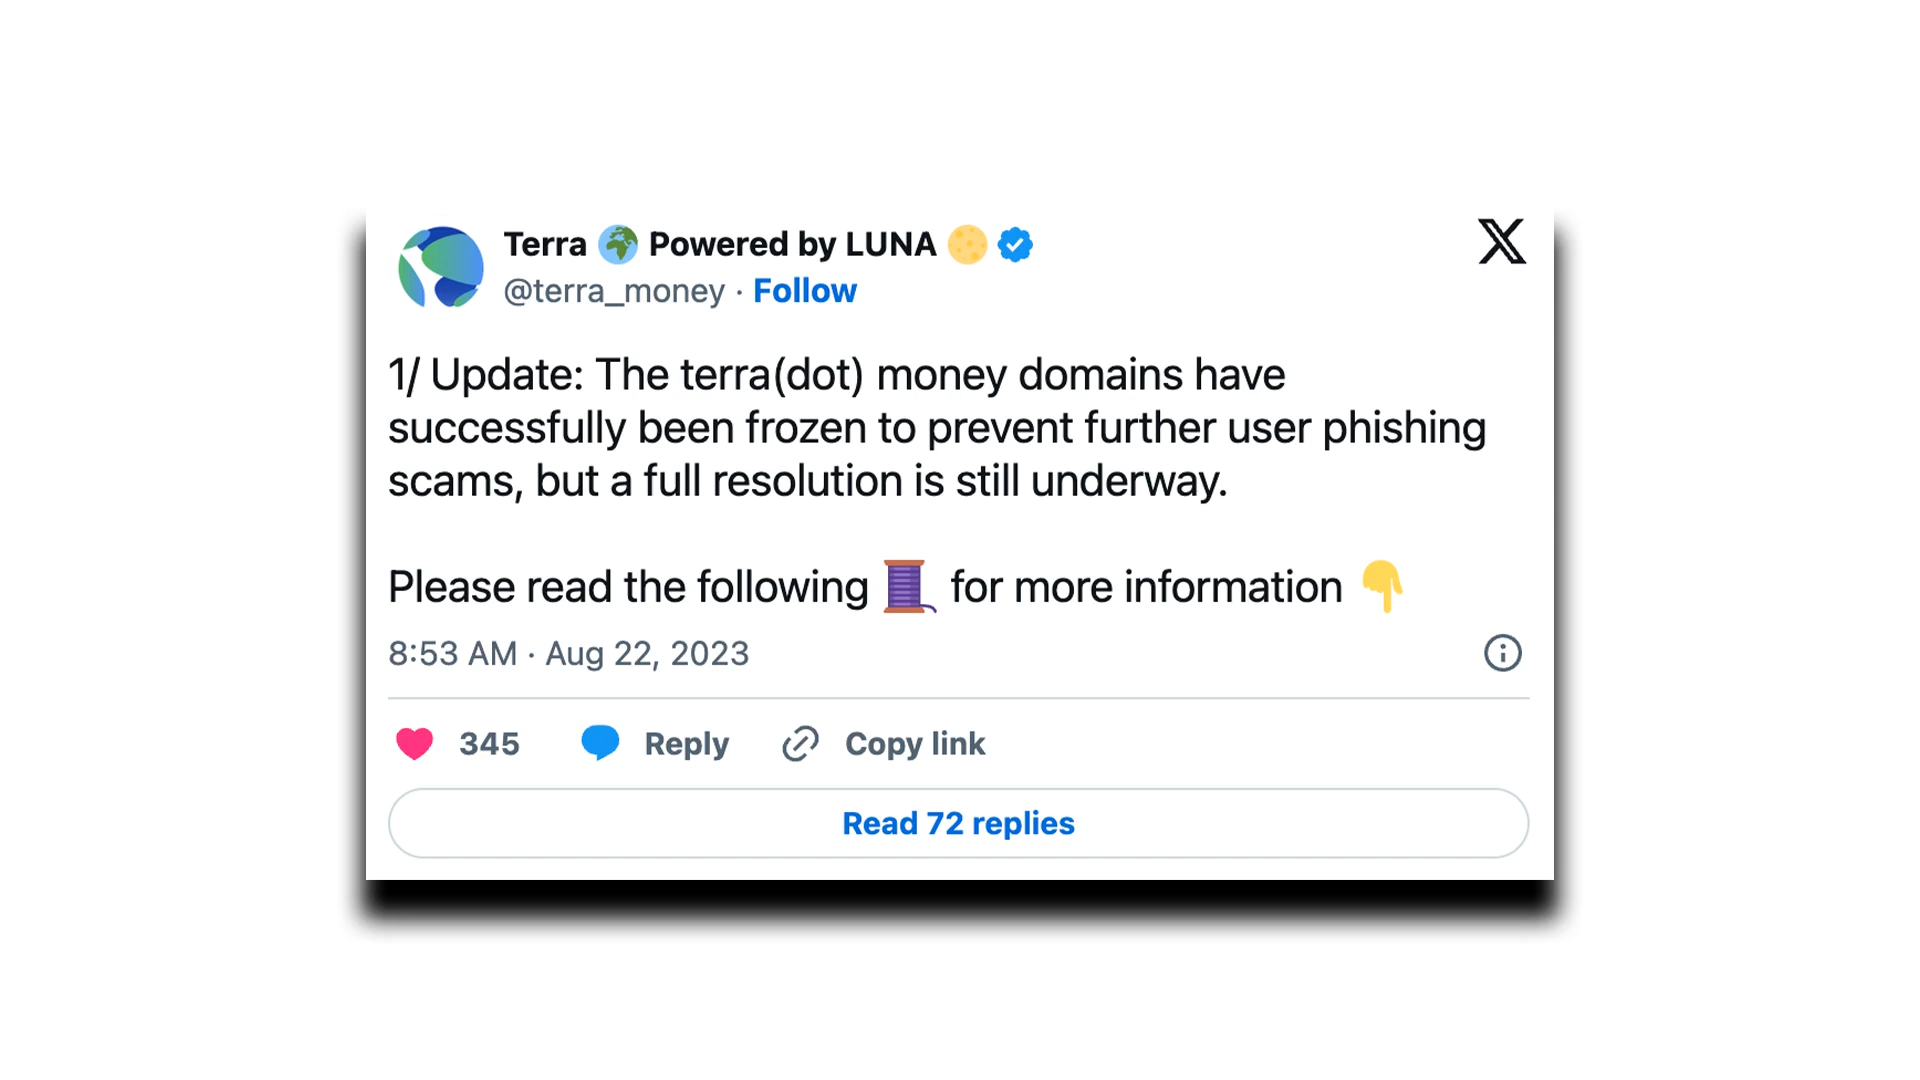 Terra 🌍 Powered by LUNA 🌕
@terra_money · Follow
1/ Update: The terra(dot) money domains have
successfully been frozen to prevent further user phishing
scams, but a full resolution is still underway.
Please read the following 🧵 for more information 👇
8:53 AM · Aug 22, 2023
345 Reply Copy link
Read 72 replies